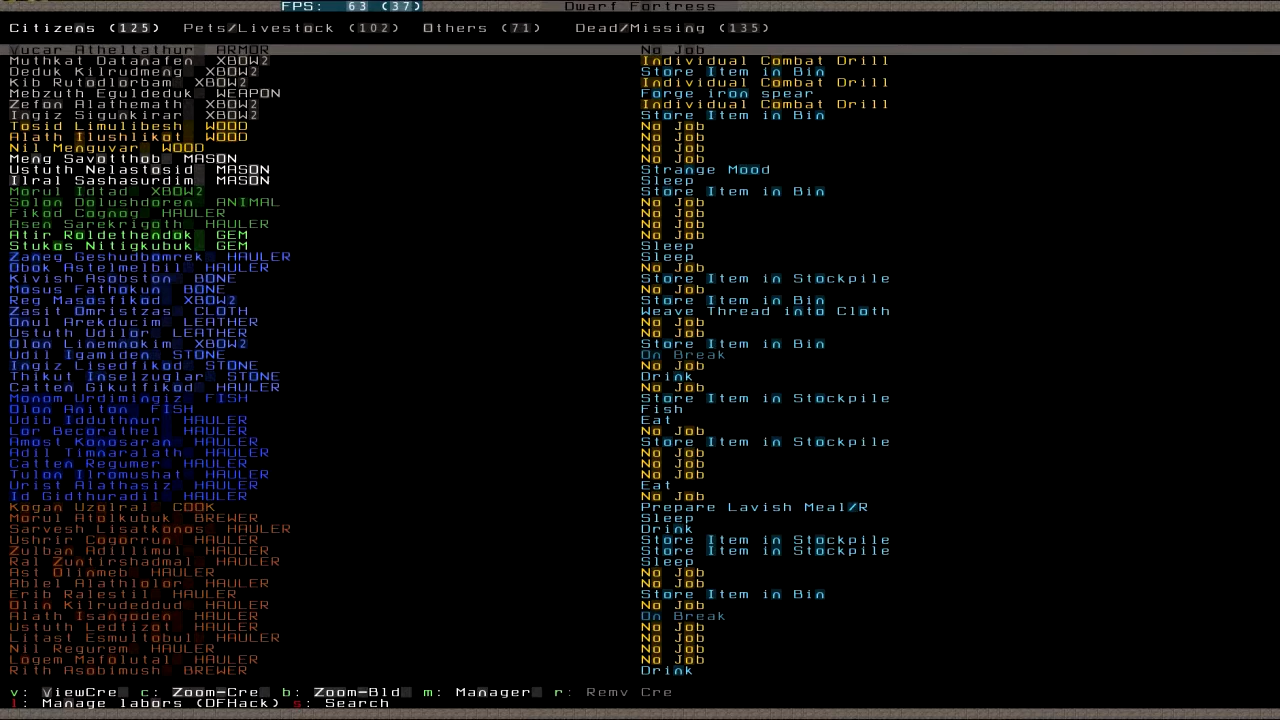 FPS: 63 (37) Dwarf Fortress
Citizens (125) Pets/Livestock (102) Others (71) Dead/Missing (135)
Vucar Atheltathur ARMOR No Job
Muthkat Datanafen XBOW2 Individual Combat Drill
Deduk Kilrudmeng XBOW2 Store Item in Bin
Kib Rutodlorbam XBOW2 Individual Combat Drill
Mebzuth Eguldeduk WEAPON Forge iron spear
Zefon Alathemath XBOW2 Individual Combat Drill
Ingiz Sigunkirar XBOW2 Store Item in Bin
Tosid Limulibesh WOOD No Job
Alath Ilushlikot WOOD No Job
Nil Menguvar WOOD No Job
Meng Savotthob MASON No Job
Ustuth Nelastosid MASON Strange Mood
Ilral Sashasurdim MASON Sleep
Morul Idtad XBOW2 Store Item in Bin
Solon Dolushdoren ANIMAL No Job
Fikod Cognog HAULER No Job
Asen Sarekrigoth HAULER No Job
Atir Roldethendok GEM No Job
Stukos Nitigkubuk GEM Sleep
Zaneg Geshudbomrek HAULER Sleep
Obok Astelmelbil HAULER No Job
Kivish Asobston BONE Store Item in Stockpile
Mosus Fathokun BONE No Job
Reg Masosfikod XBOW2 Store Item in Bin
Zasit Omristzas CLOTH Weave Thread into Cloth
Onul Arekducim LEATHER No Job
Ustuth Udilor LEATHER No Job
Olon Linemnokim XBOW2 Store Item in Bin
Udil Igamiden STONE On Break
Ingiz Lisedfikod STONE No Job
Thikut Inselzuglar STONE Drink
Catten Gikutfikod HAULER No Job
Monom Urdimingiz FISH Store Item in Stockpile
Olon Aniton FISH Fish
Udib Idduthnur HAULER Eat
Lor Becorathel HAULER No Job
Amost Konosaran HAULER Store Item in Stockpile
Adil Timnaralath HAULER No Job
Catten Regumer HAULER No Job
Tulon Ilromushat HAULER No Job
Urist Alathasiz HAULER Eat
Id Gidthuradil HAULER No Job
Kogan Uzolral COOK Prepare Lavish Meal/R
Morul Atolkubuk BREWER Sleep
Sarvesh Lisatkonos HAULER Drink
Ushrir Cogorrun HAULER Store Item in Stockpile
Zulban Adillimul HAULER Store Item in Stockpile
Ral Zuntirshadmal HAULER Sleep
Ast Olinmeb HAULER No Job
Ablel Alathlolor HAULER No Job
Erib Ralestil HAULER Store Item in Bin
Olin Kilrudeddud HAULER No Job
Alath Isangoden HAULER On Break
Ustuth Ledtizot HAULER No Job
Litast Esmultobul HAULER No Job
Nil Regurem HAULER No Job
Logem Mafolutal HAULER No Job
Rith Asobimush BREWER Drink
v: ViewCre c: Zoom-Cre b: Zoom-Bld m: Manager r: Remv Cre
l: Manage labors (DFHack) s: Search